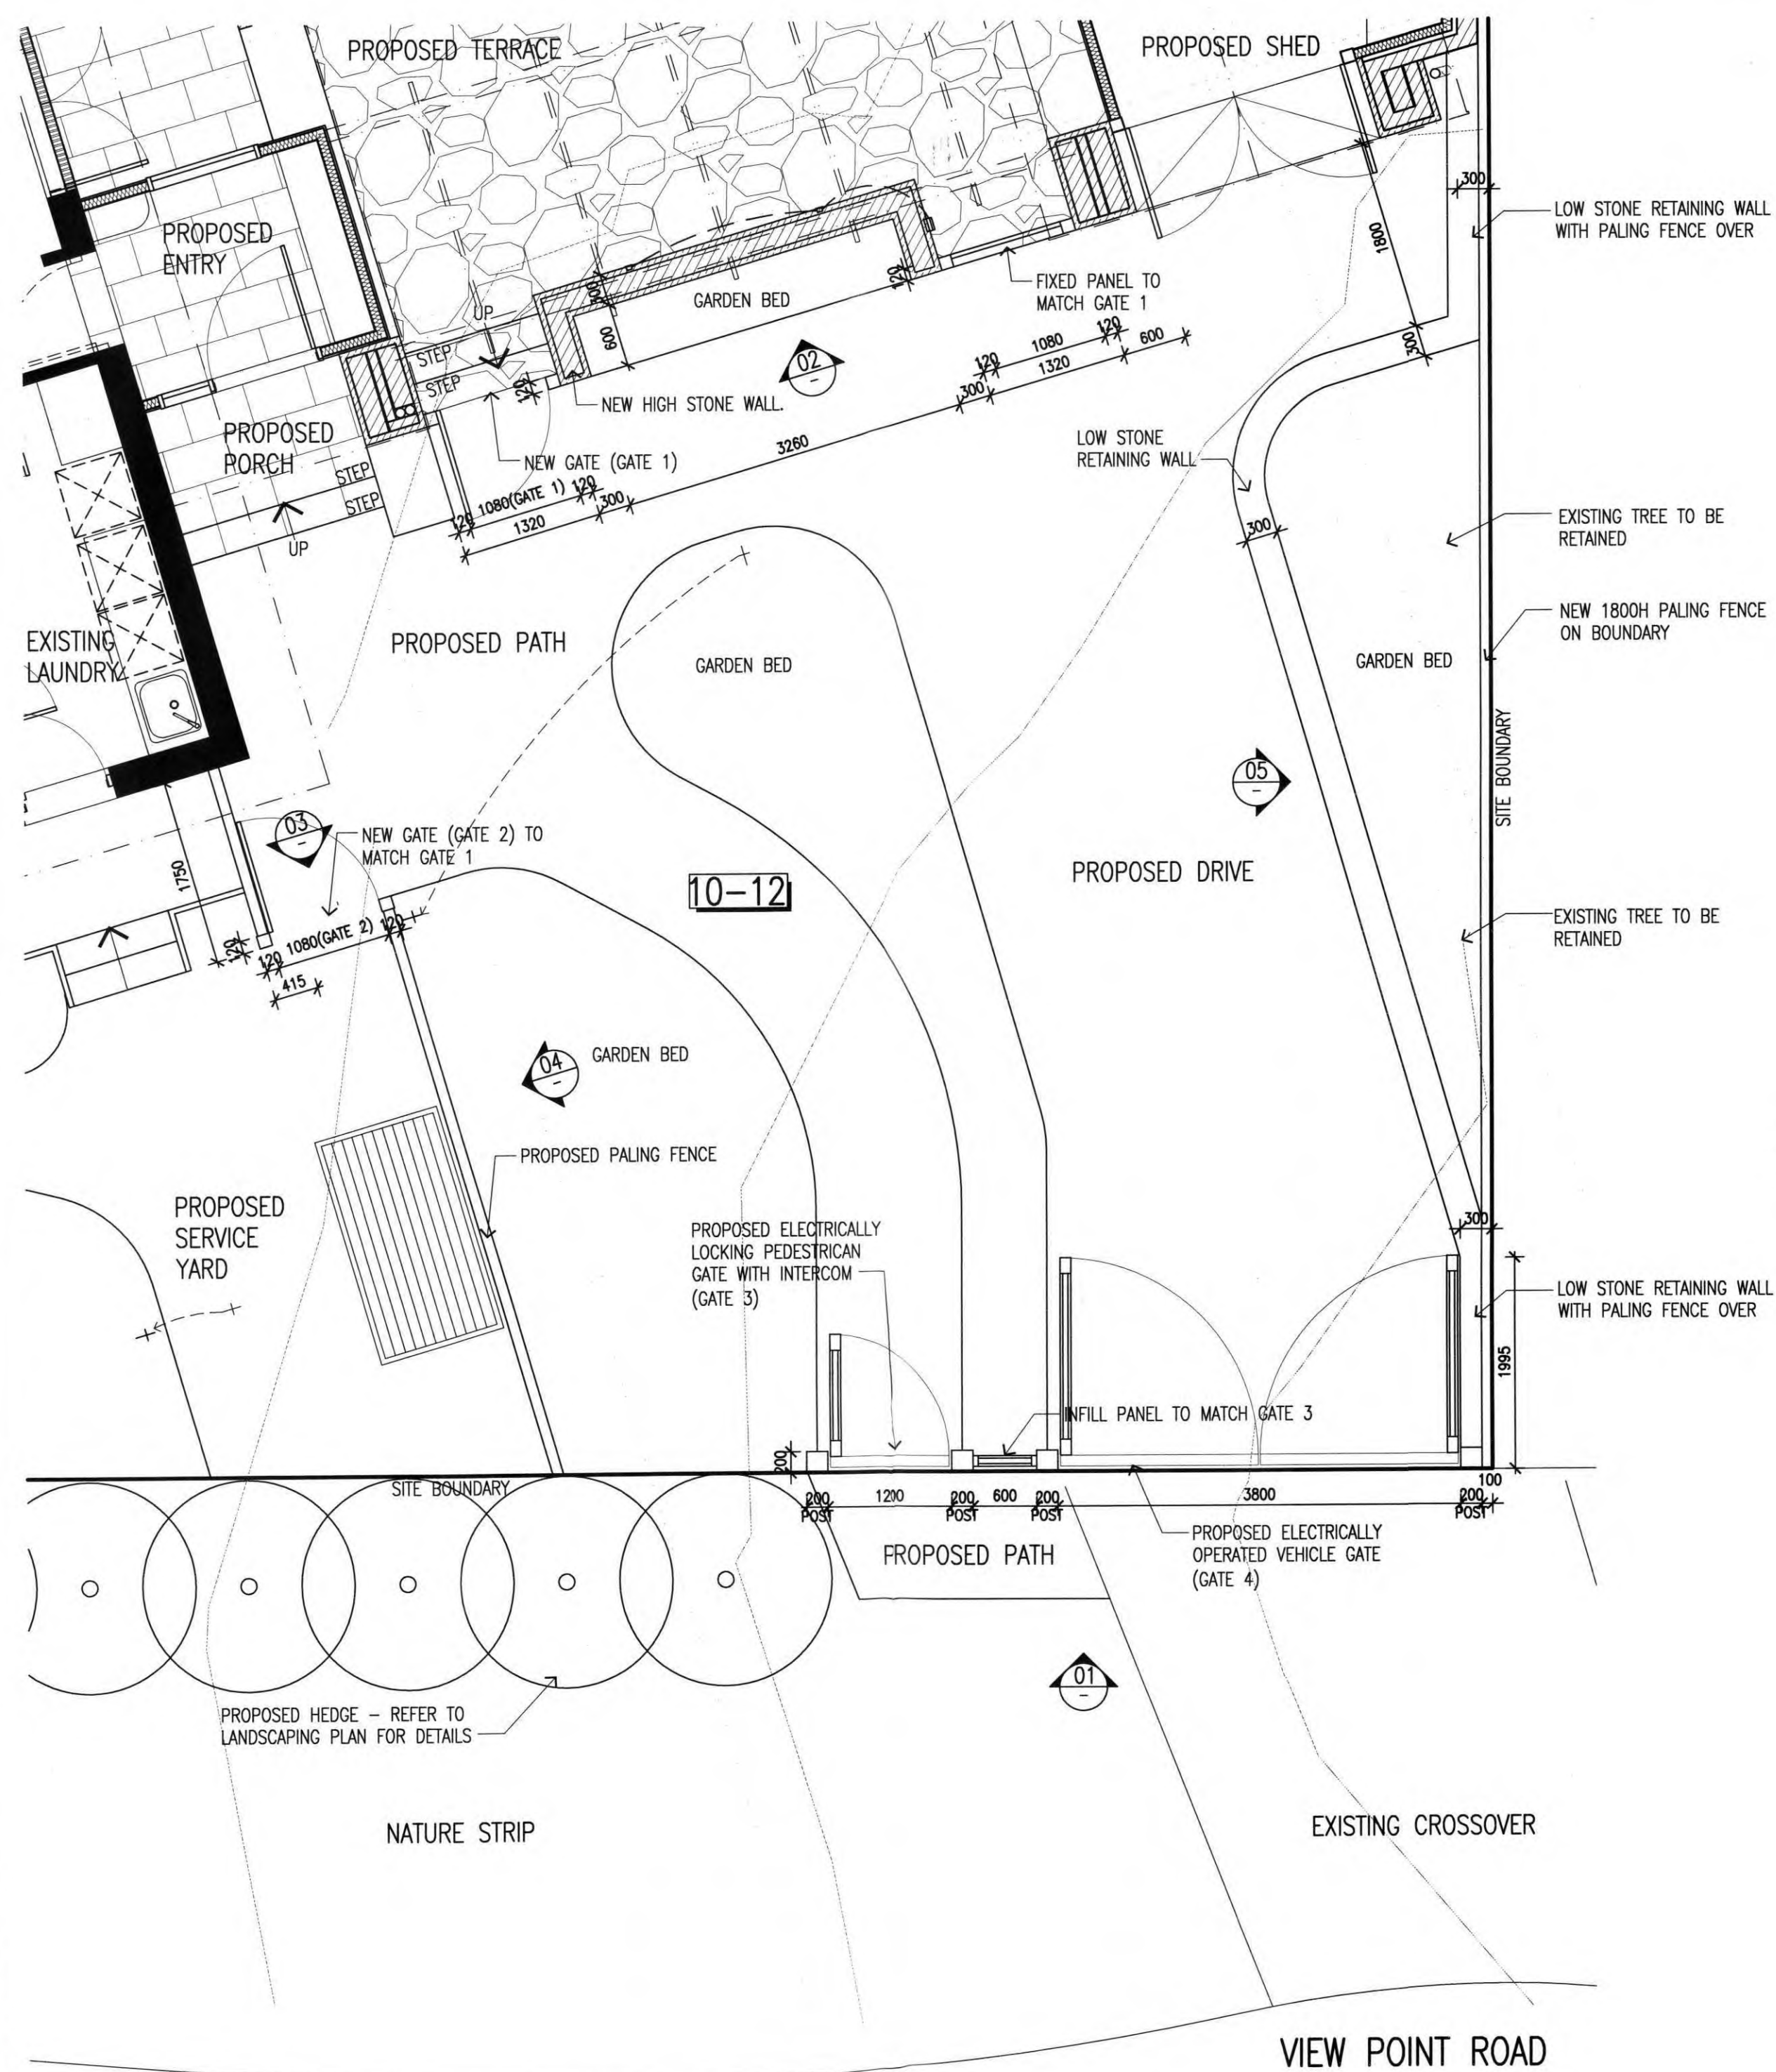 PROPOSED TERRACE
PROPOSED SHED
300
LOW STONE RETAINING WALL
WITH PALING FENCE OVER
PROPOSED
ENTRY
1800
FIXED PANEL TO
MATCH GATE 1
GARDEN BED
120
300
600
UP
STEP
STEP
120
02
-
120
1080
120
600
300
1320
300
NEW HIGH STONE WALL.
PROPOSED
PORCH
STEP
STEP
UP
NEW GATE (GATE 1)
3260
LOW STONE
RETAINING WALL
120
1080(GATE 1)
120
1320
300
300
EXISTING TREE TO BE
RETAINED
NEW 1800H PALING FENCE
ON BOUNDARY
EXISTING
LAUNDRY
PROPOSED PATH
GARDEN BED
GARDEN BED
SITE BOUNDARY
05
-
03
-
NEW GATE (GATE 2) TO
MATCH GATE 1
1750
10-12
PROPOSED DRIVE
EXISTING TREE TO BE
RETAINED
120
120
1080(GATE 2)
120
415
04
-
GARDEN BED
PROPOSED PALING FENCE
PROPOSED
SERVICE
YARD
PROPOSED ELECTRICALLY
LOCKING PEDESTRICAN
GATE WITH INTERCOM
(GATE 3)
300
LOW STONE RETAINING WALL
WITH PALING FENCE OVER
1995
INFILL PANEL TO MATCH GATE 3
200
SITE BOUNDARY
200
POST
1200
200
POST
600
200
POST
3800
200
POST
100
PROPOSED PATH
PROPOSED ELECTRICALLY
OPERATED VEHICLE GATE
(GATE 4)
01
-
PROPOSED HEDGE – REFER TO
LANDSCAPING PLAN FOR DETAILS
NATURE STRIP
EXISTING CROSSOVER
VIEW POINT ROAD